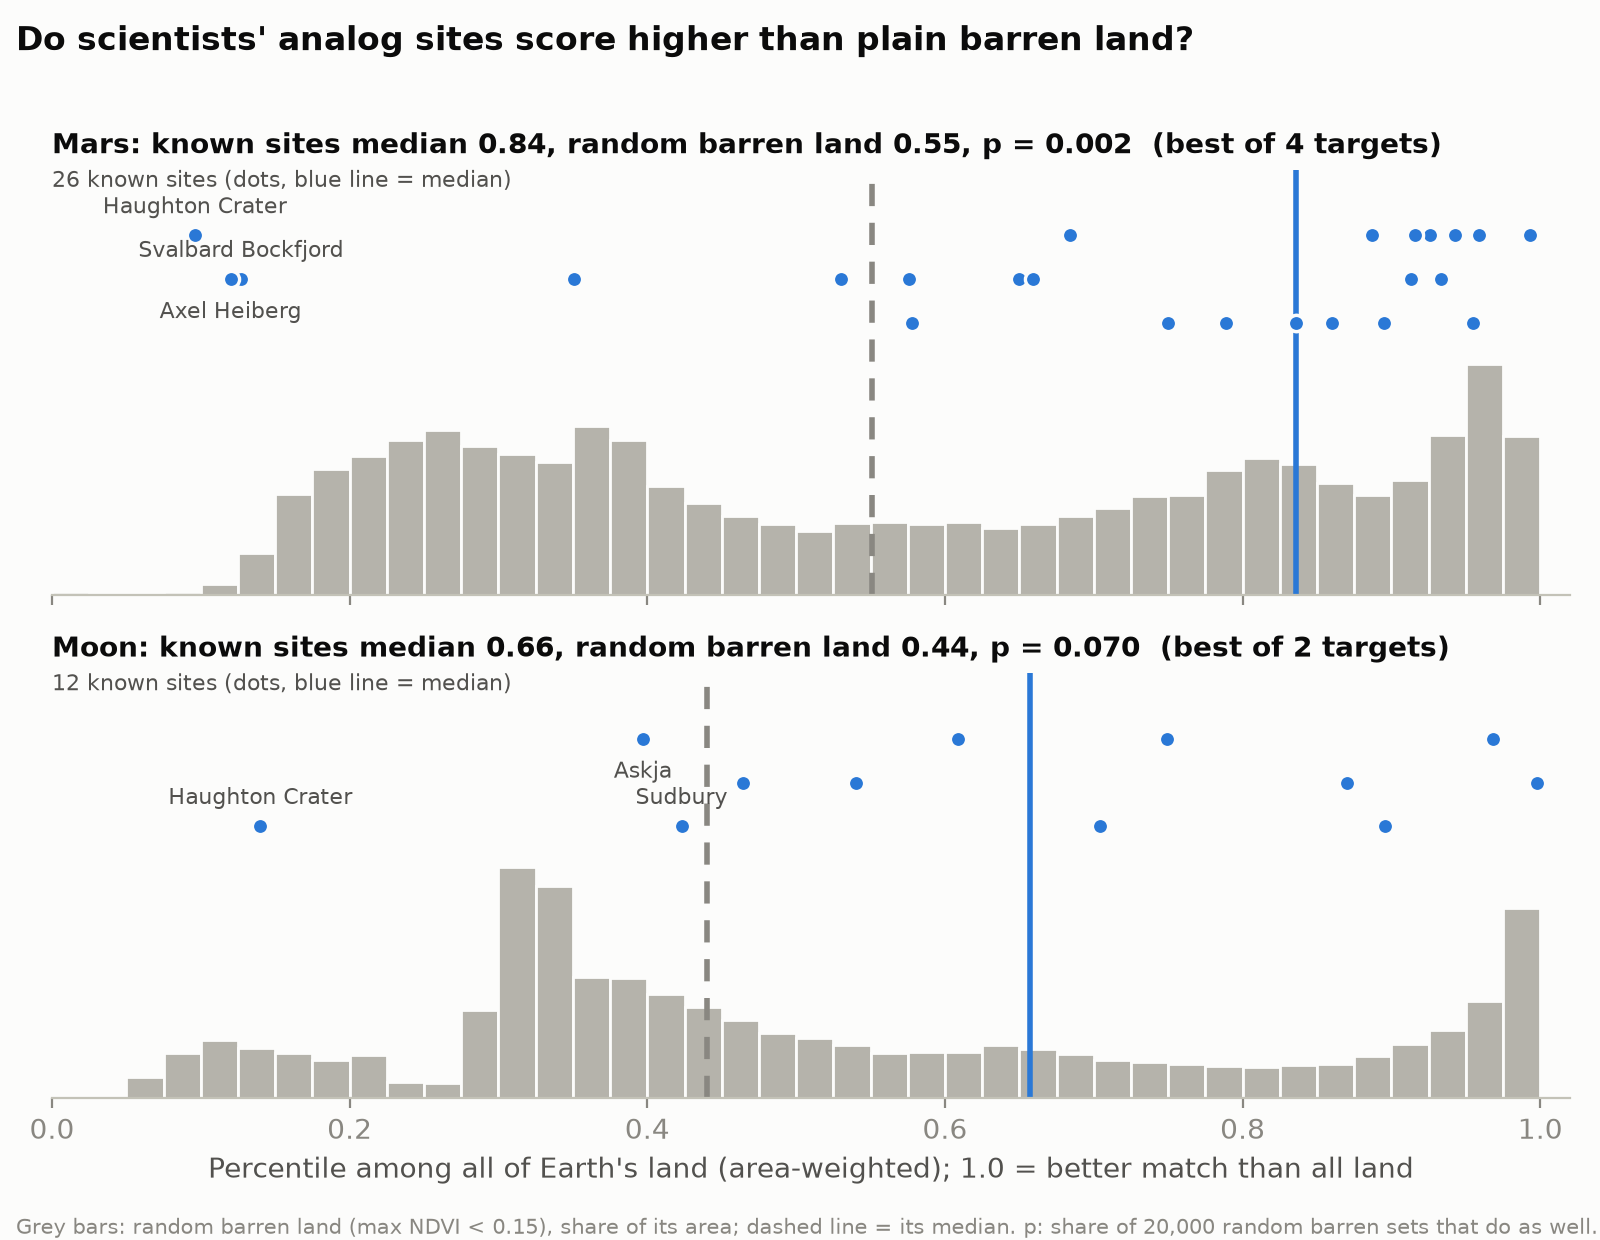 Do scientists' analog sites score higher than plain barren land?
Mars: known sites median 0.84, random barren land 0.55, p = 0.002  (best of 4 targets)
26 known sites (dots, blue line = median)
Haughton Crater
Svalbard Bockfjord
Axel Heiberg
Moon: known sites median 0.66, random barren land 0.44, p = 0.070  (best of 2 targets)
12 known sites (dots, blue line = median)
Askja
Haughton Crater
Sudbury
0.0 0.2 0.4 0.6 0.8 1.0
Percentile among all of Earth's land (area-weighted); 1.0 = better match than all land
Grey bars: random barren land (max NDVI < 0.15), share of its area; dashed line = its median. p: share of 20,000 random barren sets that do as well.